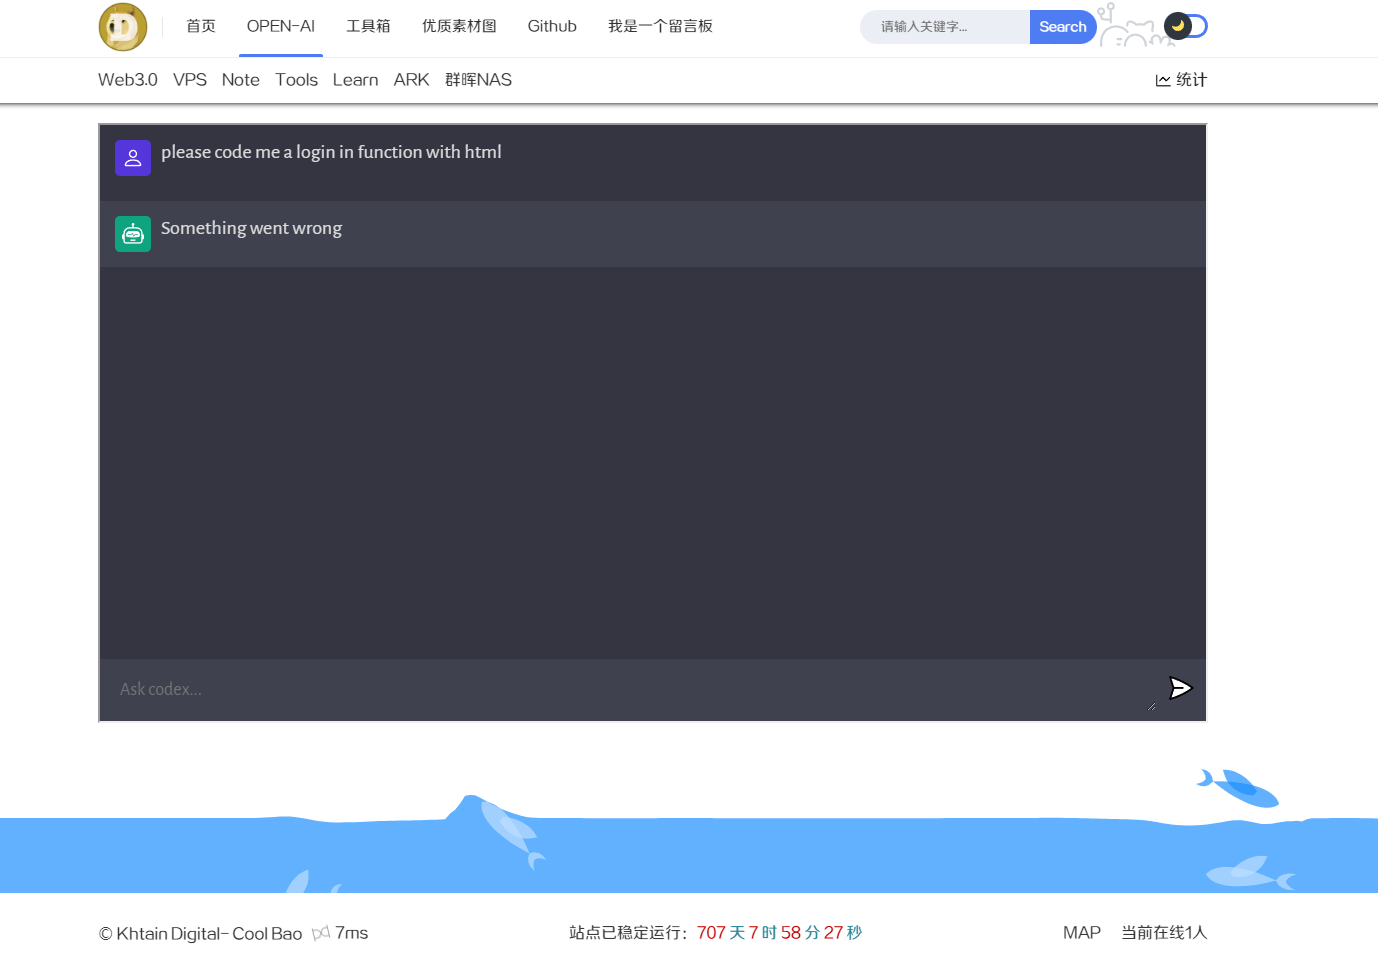 首页 OPEN-AI 工具箱 优质素材图 Github 我是一个留言板 请输入关键字... Search
Web3.0 VPS Note Tools Learn ARK 群晖NAS 统计
please code me a login in function with html
Something went wrong
Ask codex...
© Khtain Digital- Cool Bao 7ms 站点已稳定运行：707 天 7 时 58 分 27 秒 MAP 当前在线1人